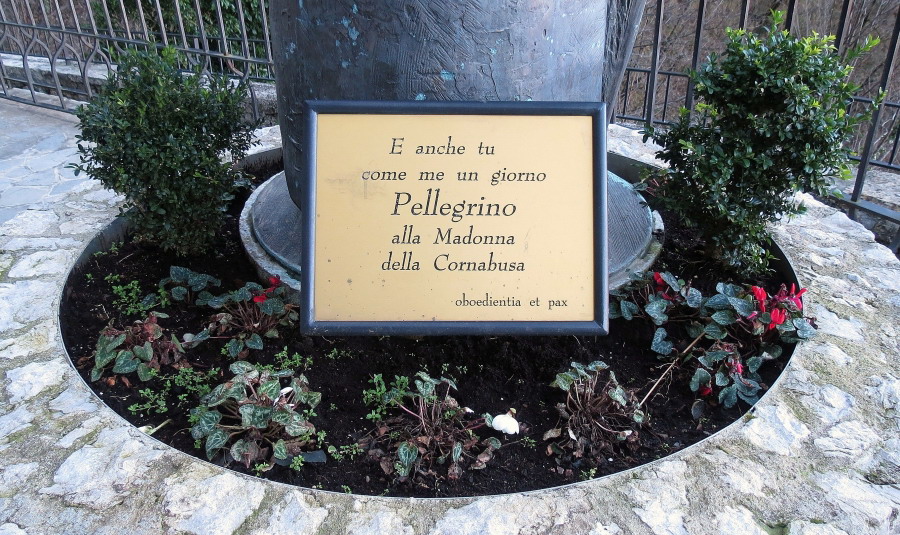 E anche tu
come me un giorno
Pellegrino
alla Madonna
della Cornabusa
oboedientia et pax